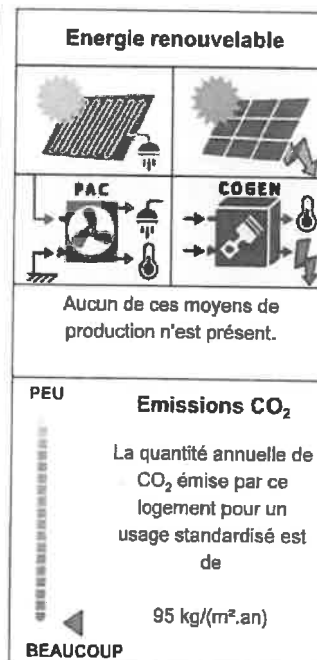 Energie renouvelable
PAC
COGEN
Aucun de ces moyens de
production n'est présent.
PEU
Emissions CO₂
La quantité annuelle de
CO₂ émise par ce
logement pour un
usage standardisé est
de
95 kg/(m².an)
BEAUCOUP